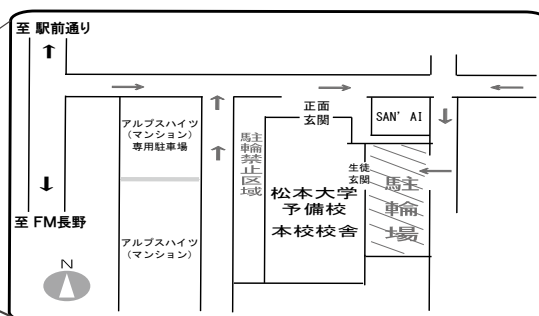 至 駅前通り
正面
玄関
SAN' AI
アルプスハイツ
(マンション)
専用駐車場
駐輪禁止区域
生徒
玄関
松本大学
予備校
本校校舎
駐輪場
至 FM長野
アルプスハイツ
(マンション)
N